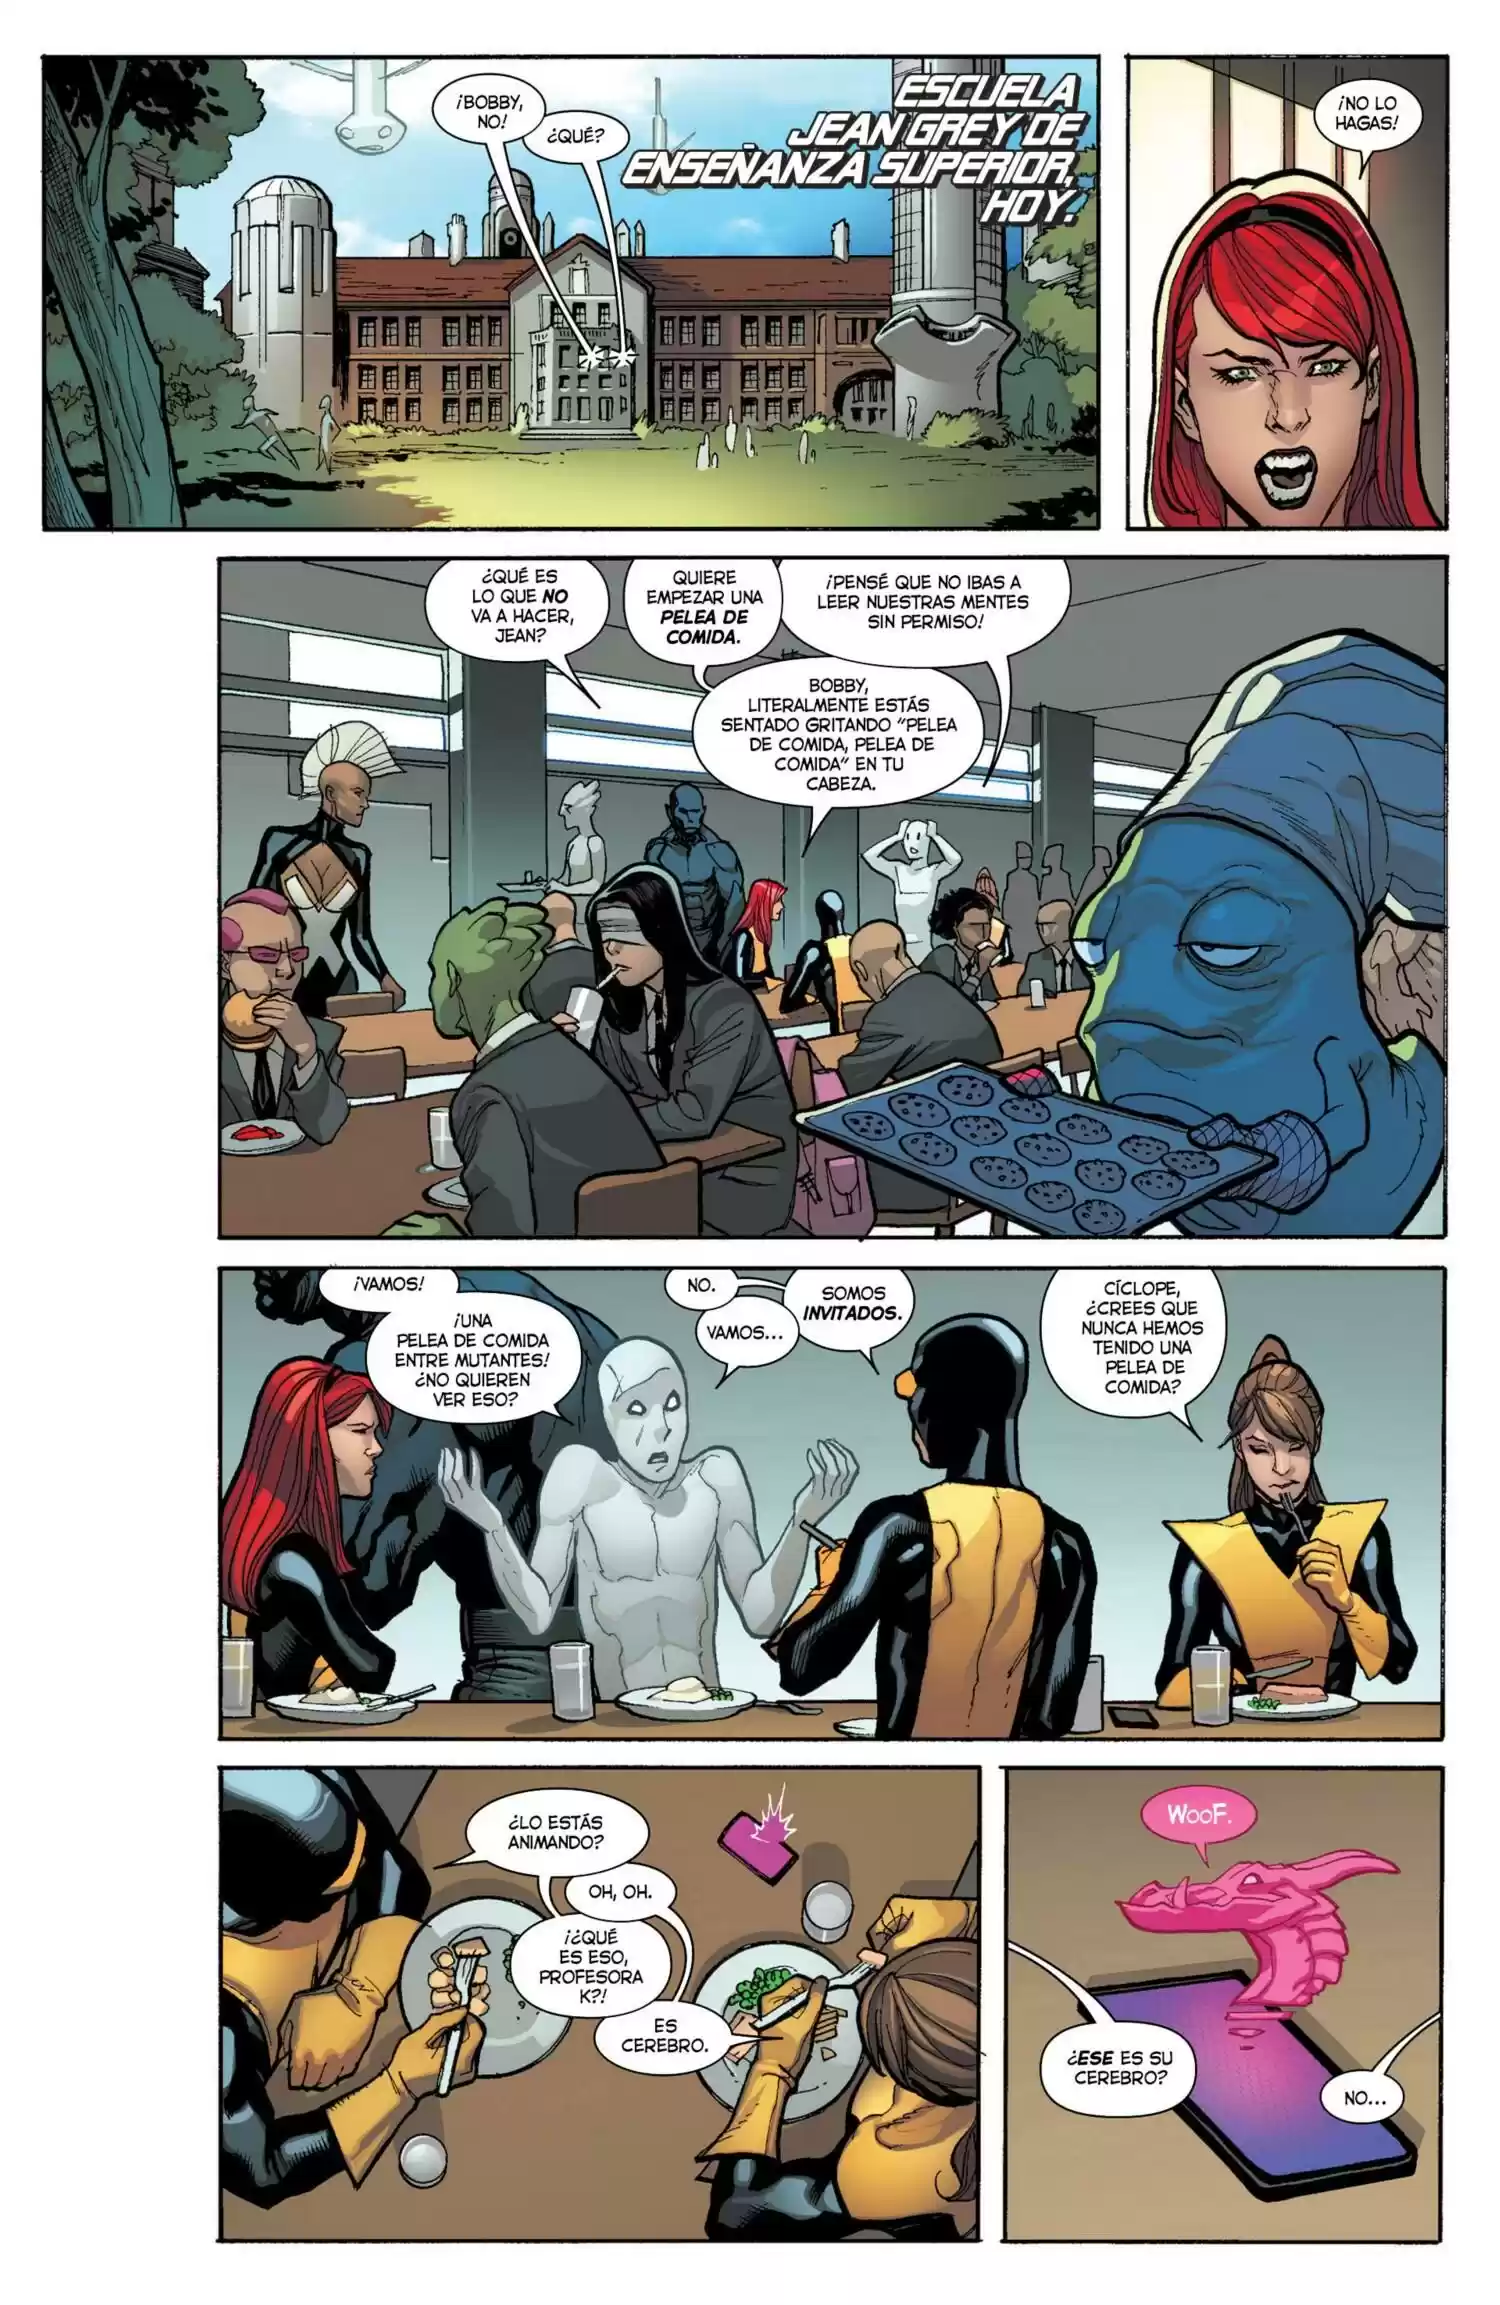 ¡BOBBY,
NO!
¿QUÉ?
ESCUELA
JEAN GREY DE
ENSEÑANZA SUPERIOR,
HOY.
¡NO LO
HAGAS!
¿QUÉ ES
LO QUE NO
VA A HACER,
JEAN?
QUIERE
EMPEZAR UNA
PELEA DE
COMIDA.
¡PENSÉ QUE NO IBAS A
LEER NUESTRAS MENTES
SIN PERMISO!
BOBBY,
LITERALMENTE ESTÁS
SENTADO GRITANDO "PELEA
DE COMIDA, PELEA DE
COMIDA" EN TU
CABEZA.
¡VAMOS!
¡UNA
PELEA DE COMIDA
ENTRE MUTANTES!
¿NO QUIEREN
VER ESO?
NO.
VAMOS...
SOMOS
INVITADOS.
CÍCLOPE,
¿CREES QUE
NUNCA HEMOS
TENIDO UNA
PELEA DE
COMIDA?
¿LO ESTÁS
ANIMANDO?
OH, OH.
¡¿QUÉ
ES ESO,
PROFESORA
K?!
ES
CEREBRO.
WOOF.
¿ESE ES SU
CEREBRO?
NO...